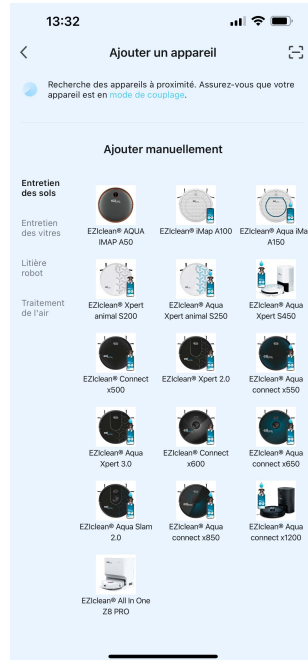 13:32
Ajouter un appareil
Recherche des appareils à proximité. Assurez-vous que votre
appareil est en mode de couplage.
Ajouter manuellement
Entretien
des sols
Entretien
des vitres
Litière
robot
Traitement
de l'air
EZIclean® AQUA
IMAP A50
EZIclean® iMap A100
EZIclean® Aqua iMa
A150
EZIclean® Xpert
animal S200
EZIclean® Aqua
Xpert animal S250
EZIclean® Aqua
Xpert S450
EZIclean® Connect
x500
EZIclean® Xpert 2.0
EZIclean® Aqua
connect x550
EZIclean® Aqua
Xpert 3.0
EZIclean® Connect
x600
EZIclean® Aqua
connect x650
EZIclean® Aqua Slam
2.0
EZIclean® Aqua
connect x850
EZIclean® Aqua
connect x1200
EZIclean® All In One
Z8 PRO